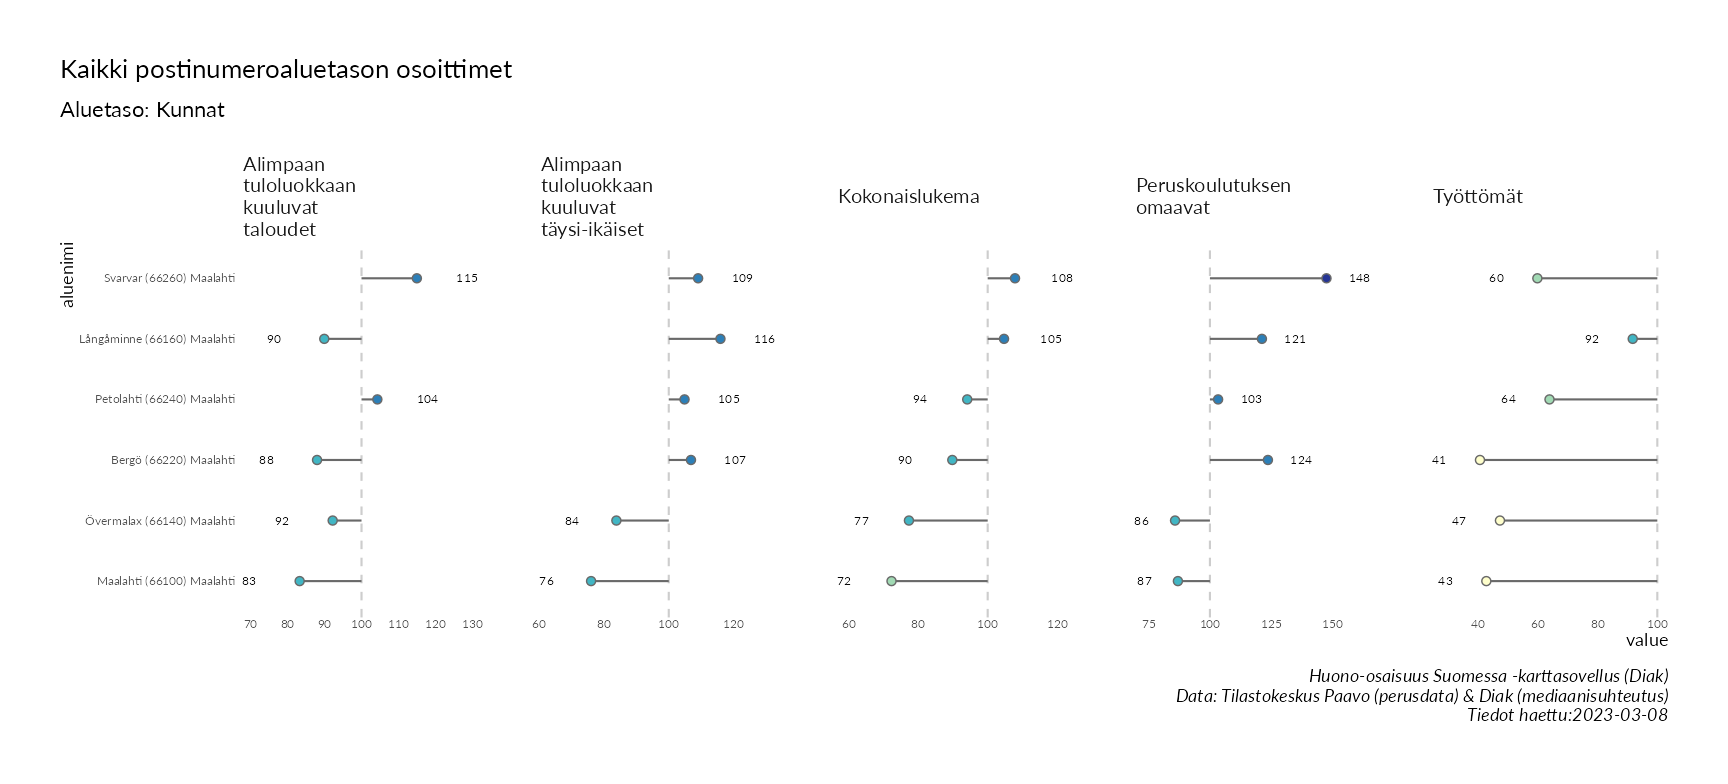 Kaikki postinumeroaluetason osoittimet
Aluetaso: Kunnat
Alimpaan
tuloluokkaan
kuuluvat
taloudet
Alimpaan
tuloluokkaan
kuuluvat
täysi-ikäiset
Kokonaislukema
Peruskoulutuksen
omaavat
Työttömät
aluenimi
Svarvar (66260) Maalahti 115 109 108 148 60
Långåminne (66160) Maalahti 90 116 105 121 92
Petolahti (66240) Maalahti 104 105 94 103 64
Bergö (66220) Maalahti 88 107 90 124 41
Övermalax (66140) Maalahti 92 84 77 86 47
Maalahti (66100) Maalahti 83 76 72 87 43
70 80 90 100 110 120 130 60 80 100 120 60 80 100 120 75 100 125 150 40 60 80 100
value
Huono-osaisuus Suomessa -karttasovellus (Diak)
Data: Tilastokeskus Paavo (perusdata) & Diak (mediaanisuhteutus)
Tiedot haettu:2023-03-08